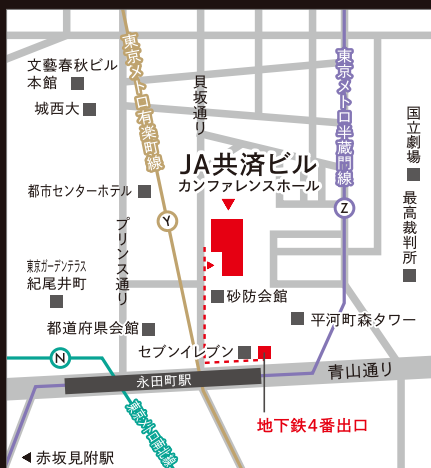 文藝春秋ビル
本館
城西大
東京メトロ有楽町線
貝坂通り
東京メトロ半蔵門線
国立劇場
最高裁判所
JA共済ビル
カンファレンスホール
都市センターホテル
プリンス通り
Y
Z
東京ガーデンテラス
紀尾井町
砂防会館
平河町森タワー
都道府県会館
セブンイレブン
N
永田町駅
青山通り
地下鉄4番出口
東京メトロ南北線
赤坂見附駅